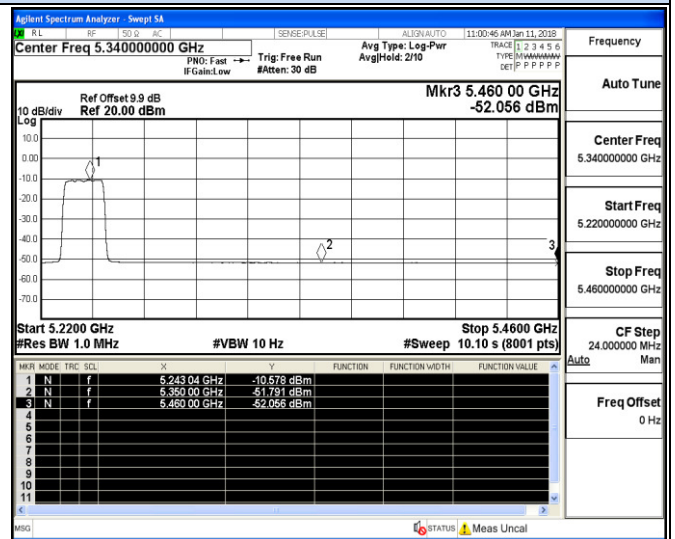 Agilent Spectrum Analyzer - Swept SA
RL RF 50 Ω AC SENSE:PULSE ALIGN AUTO 11:00:46 AM Jan 11, 2018
Center Freq 5.340000000 GHz Avg Type: Log-Pwr TRACE 1 2 3 4 5 6
PNO: Fast Trig: Free Run Avg|Hold: 2/10 TYPE MWWWWW
IFGain:Low #Atten: 30 dB DET P P P P P P
Mkr3 5.460 00 GHz
Ref Offset 9.9 dB
10 dB/div Ref 20.00 dBm -52.056 dBm
Log
10.0
0.00
1
-10.0
-20.0
-30.0
-40.0
2 3
-50.0
-60.0
-70.0
Start 5.2200 GHz Stop 5.4600 GHz
#Res BW 1.0 MHz #VBW 10 Hz #Sweep 10.10 s (8001 pts)
MKR MODE TRC SCL X Y FUNCTION FUNCTION WIDTH FUNCTION VALUE
1 N f 5.243 04 GHz -10.578 dBm
2 N f 5.350 00 GHz -51.791 dBm
3 N f 5.460 00 GHz -52.056 dBm
4
5
6
7
8
9
10
11
MSG STATUS Meas Uncal
Frequency
Auto Tune
Center Freq
5.340000000 GHz
Start Freq
5.220000000 GHz
Stop Freq
5.460000000 GHz
CF Step
24.000000 MHz
Auto Man
Freq Offset
0 Hz